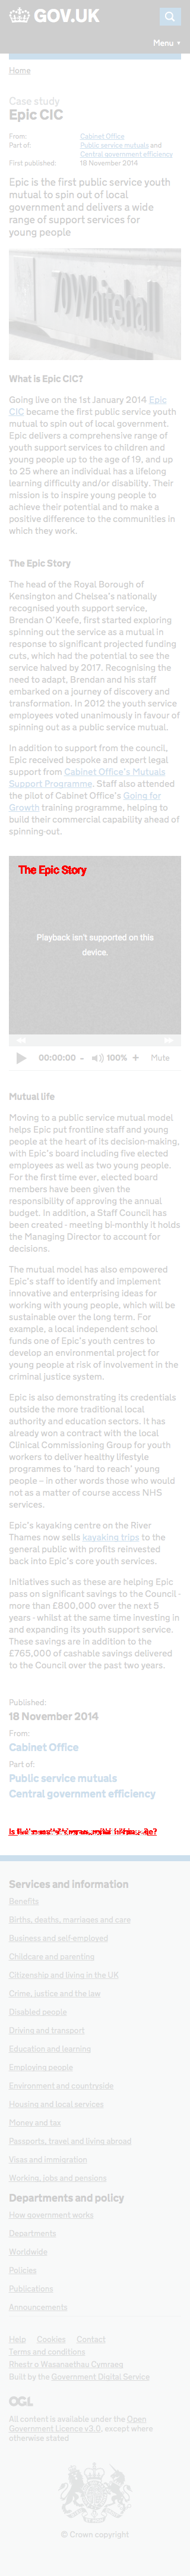 GOV.UK
Menu
Home
Case study
Epic CIC
From: Cabinet Office
Part of: Public service mutuals and
Central government efficiency
First published: 18 November 2014
Epic is the first public service youth
mutual to spin out of local
government and delivers a wide
range of support services for
young people
What is Epic CIC?
Going live on the 1st January 2014 Epic
CIC became the first public service youth
mutual to spin out of local government.
Epic delivers a comprehensive range of
youth support services to children and
young people up to the age of 19, and up
to 25 where an individual has a lifelong
learning difficulty and/or disability. Their
mission is to inspire young people to
achieve their potential and to make a
positive difference to the communities in
which they work.
The Epic Story
The head of the Royal Borough of
Kensington and Chelsea's nationally
recognised youth support service,
Brendan O'Keefe, first started exploring
spinning out the service as a mutual in
response to significant projected funding
cuts, which had the potential to see the
service halved by 2017. Recognising the
need to adapt, Brendan and his staff
embarked on a journey of discovery and
transformation. In 2012 all of the service
employees voted unanimously in favour of
spinning out as a public service mutual.
In addition to support from the council,
Epic received bespoke and expert legal
support from Cabinet Office's Mutuals
Support Programme. Staff also attended
the pilot of Cabinet Office's Going for
Growth training programme, helping to
build their commercial capability ahead of
spinning-out.
The Epic Story
Playback isn't supported on this
device.
00:00:00 - 100% + Mute
Mutual life
Moving to a public service mutual model
helps Epic put frontline staff and young
people at the heart of its decision-making,
with Epic's board including five elected
employees as well as two young people.
For the first time ever, elected board
members have been given the
responsibility of approving the annual
budget. In addition, a Staff Council has
been created - meeting bi-monthly it holds
the Managing Director to account for
decisions.
The mutual model has also empowered
Epic's staff to identify and implement
innovative and enterprising ideas for
working with young people, which will be
sustainable over the long term. For
example, a local independent school
funds one of Epic's youth centres to
develop an environmental project for
young people at risk of involvement in the
criminal justice system.
Epic is also demonstrating its credentials
outside the more traditional local
authority and education sectors. It has
already won a contract with the local
Clinical Commissioning Group for youth
workers to deliver healthy lifestyle
programmes to 'hard to reach' young
people – in other words those who would
not as a matter of course access NHS
services.
Epic's kayaking centre on the River
Thames now sells kayaking trips to the
general public with profits reinvested
back into Epic's core youth services.
Initiatives such as these are helping Epic
pass on significant savings to the Council -
more than £800,000 over the next 5
years - whilst at the same time investing in
and expanding its youth support services.
These savings are in addition to the
£765,000 of cashable savings delivered
to the Council over the past two years.
Published:
18 November 2014
From:
Cabinet Office
Part of:
Public service mutuals
Central government efficiency
Services and information
Benefits
Births, deaths, marriages and care
Business and self-employed
Childcare and parenting
Citizenship and living in the UK
Crime, justice and the law
Disabled people
Driving and transport
Education and learning
Employing people
Environment and countryside
Housing and local services
Money and tax
Passports, travel and living abroad
Visas and immigration
Working, jobs and pensions
Departments and policy
How government works
Departments
Worldwide
Policies
Publications
Announcements
Help Cookies Contact
Terms and conditions
Rhestr o Wasanaethau Cymraeg
Built by the Government Digital Service
OGL
All content is available under the Open
Government Licence v3.0, except where
otherwise stated
© Crown copyright